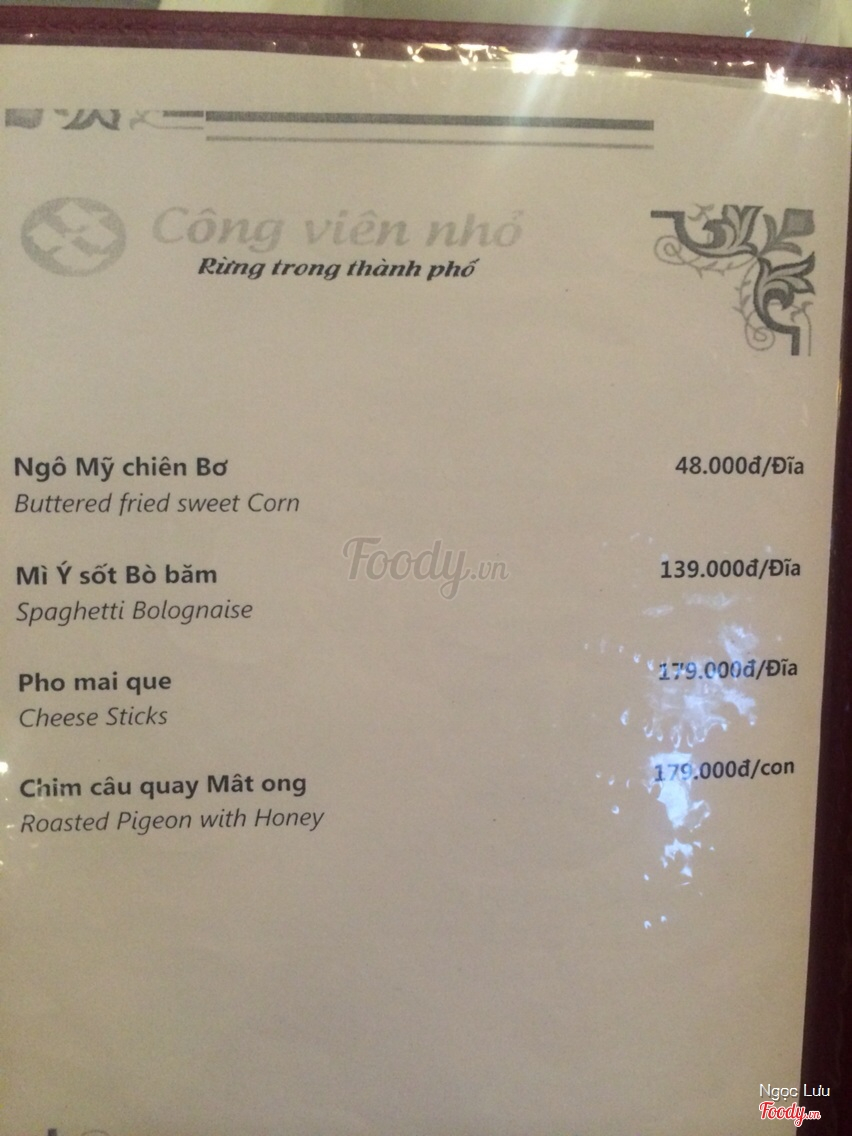 Công viên nhỏ
Rừng trong thành phố
Ngô Mỹ chiên Bơ 48.000đ/Đĩa
Buttered fried sweet Corn
Foody.vn
Mì Ý sốt Bò băm 139.000đ/Đĩa
Spaghetti Bolognaise
Pho mai que 179.000đ/Đĩa
Cheese Sticks
Chim câu quay Mât ong 179.000đ/con
Roasted Pigeon with Honey
Ngọc Lưu
Foody.vn